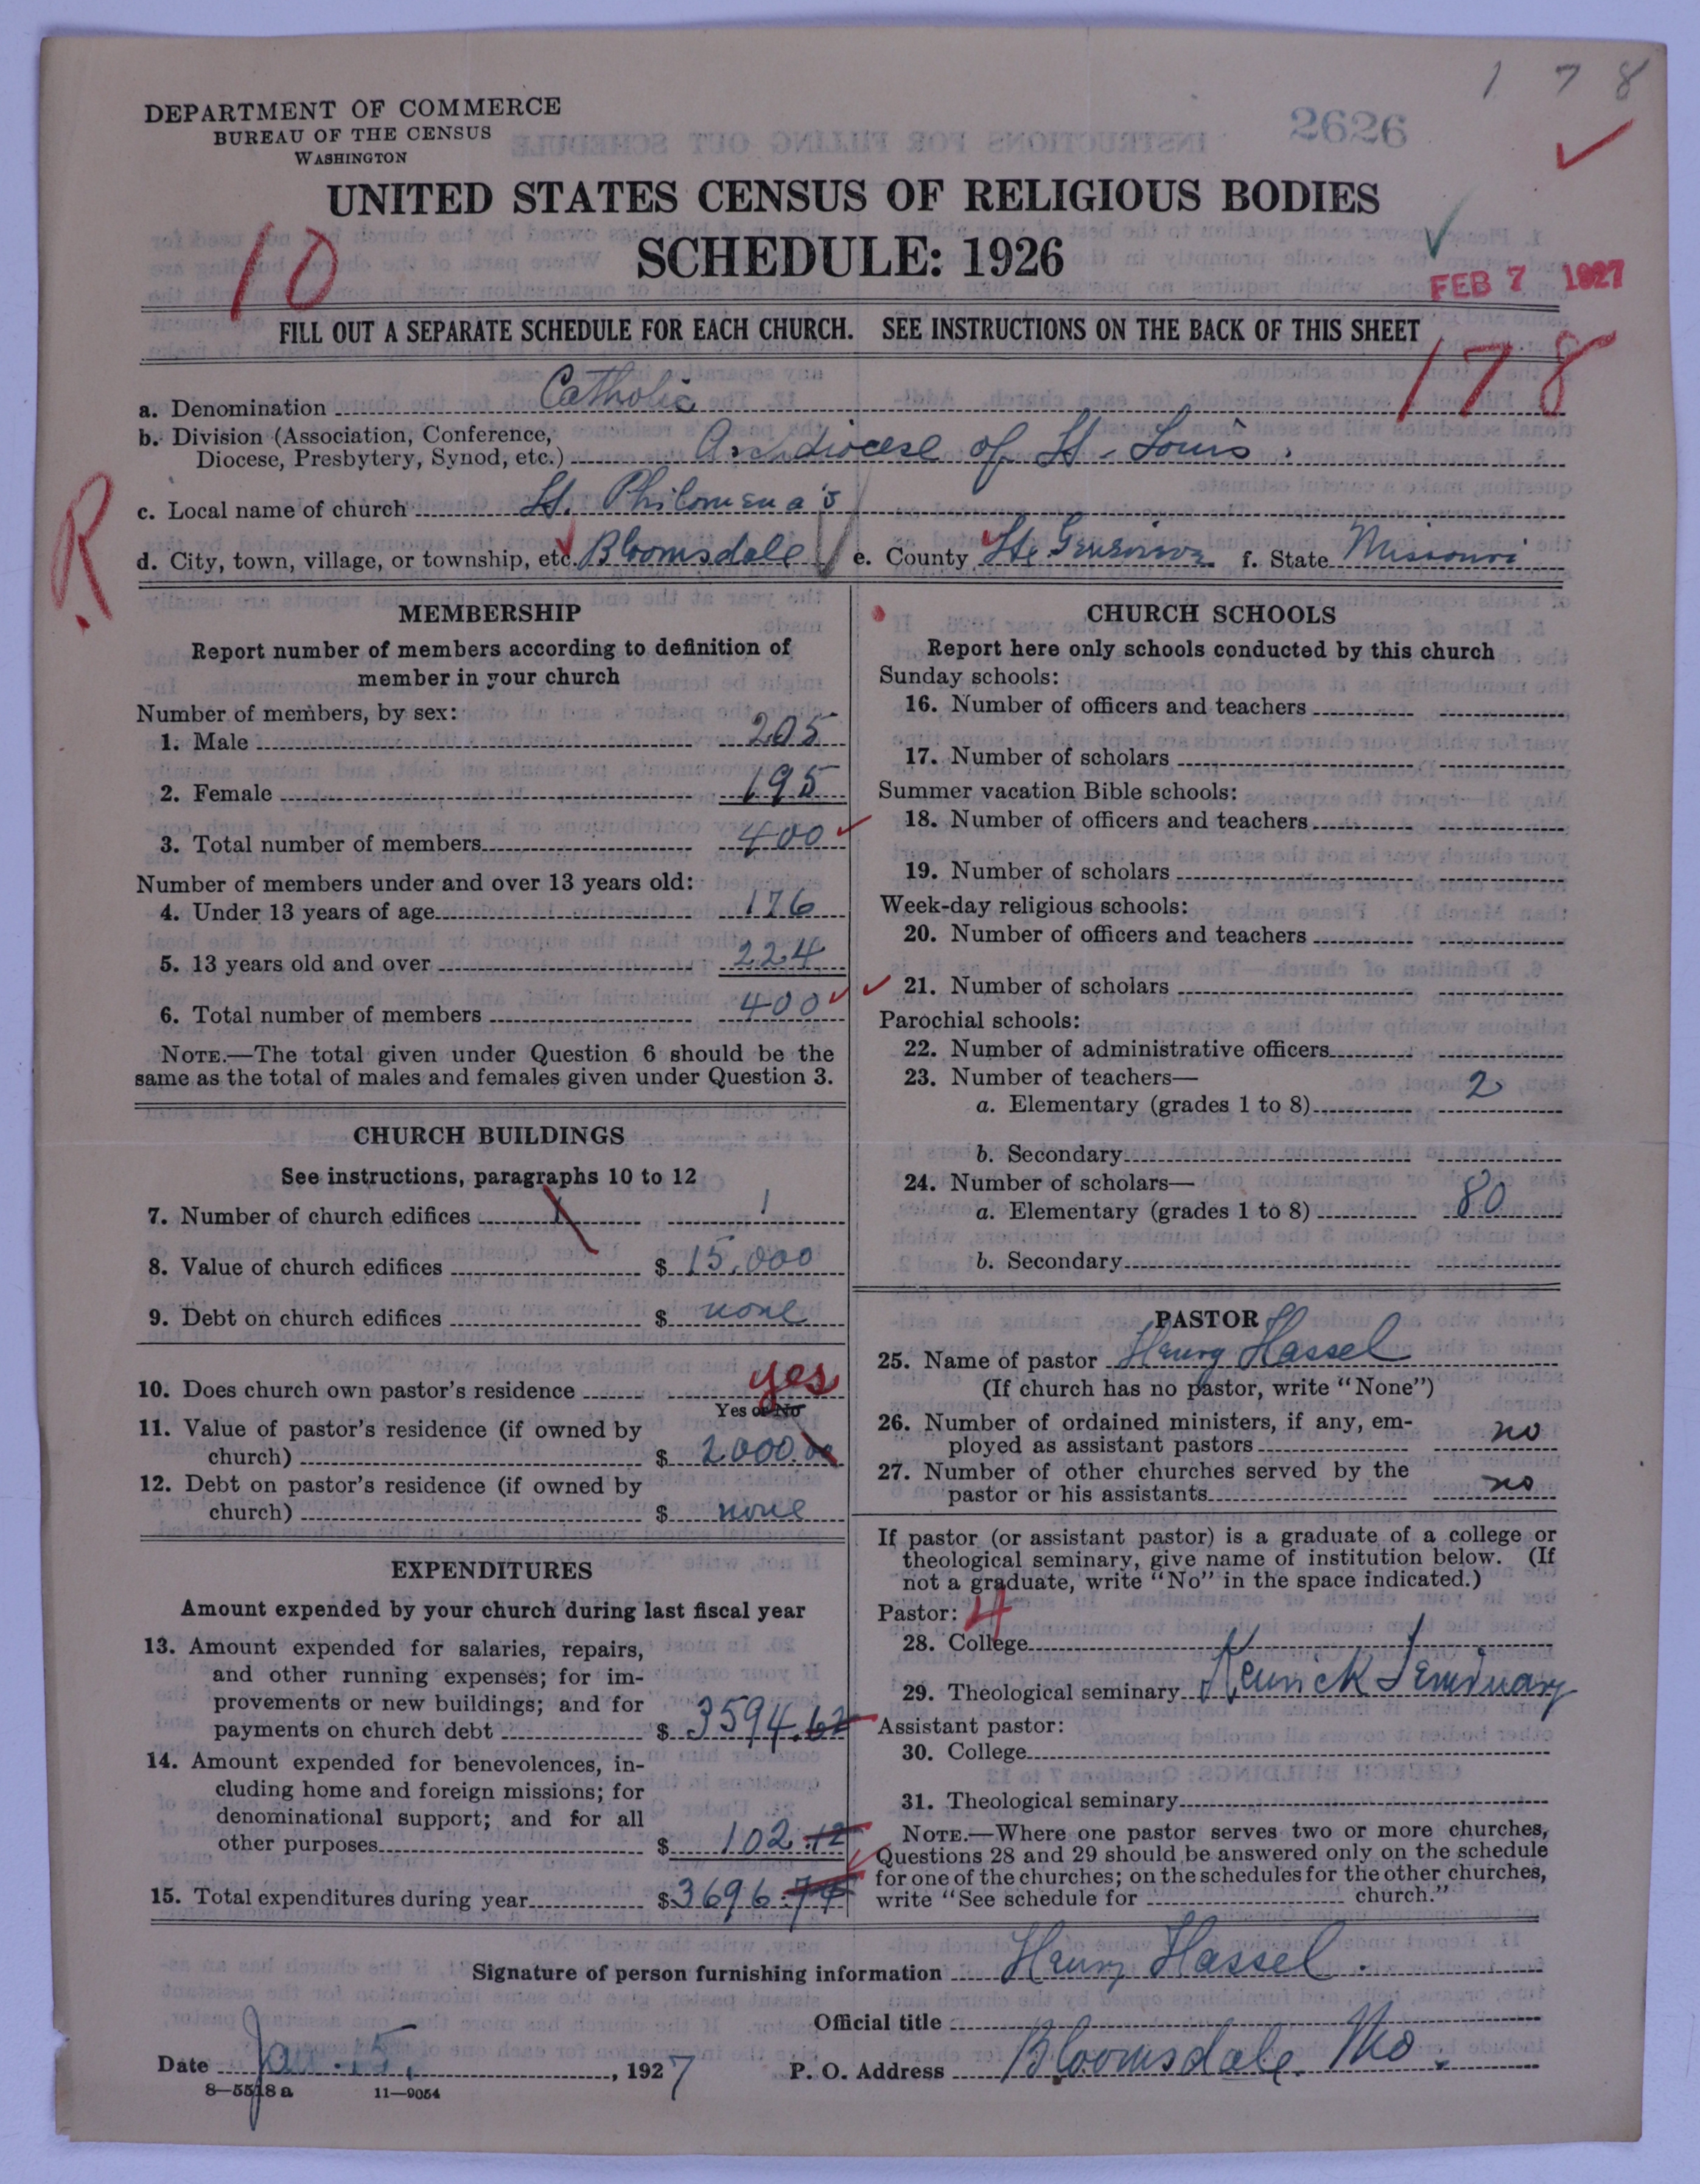 1 7 8
DEPARTMENT OF COMMERCE
BUREAU OF THE CENSUS
WASHINGTON
2626
UNITED STATES CENSUS OF RELIGIOUS BODIES
10
SCHEDULE: 1926
FEB 7 1927
FILL OUT A SEPARATE SCHEDULE FOR EACH CHURCH. SEE INSTRUCTIONS ON THE BACK OF THIS SHEET
178
a. Denomination Catholic
b. Division (Association, Conference,
Diocese, Presbytery, Synod, etc.) Archdiocese of St. Louis.
R
c. Local name of church St. Philomena's
d. City, town, village, or township, etc. Bloomsdale e. County Ste. Genevieve f. State Missouri
MEMBERSHIP
Report number of members according to definition of
member in your church
Number of members, by sex:
1. Male 205
2. Female 195
3. Total number of members 400
Number of members under and over 13 years old:
4. Under 13 years of age 176
5. 13 years old and over 224
6. Total number of members 400
NOTE.—The total given under Question 6 should be the
same as the total of males and females given under Question 3.
CHURCH BUILDINGS
See instructions, paragraphs 10 to 12
7. Number of church edifices 1 1
8. Value of church edifices $ 15,000
9. Debt on church edifices $ none
10. Does church own pastor's residence yes
Yes or No
11. Value of pastor's residence (if owned by
church) $ 2000.00
12. Debt on pastor's residence (if owned by
church) $ none
EXPENDITURES
Amount expended by your church during last fiscal year
13. Amount expended for salaries, repairs,
and other running expenses; for im-
provements or new buildings; and for
payments on church debt $ 3594.62
14. Amount expended for benevolences, in-
cluding home and foreign missions; for
denominational support; and for all
other purposes $ 102.12
15. Total expenditures during year $ 3696.74
CHURCH SCHOOLS
Report here only schools conducted by this church
Sunday schools:
16. Number of officers and teachers
17. Number of scholars
Summer vacation Bible schools:
18. Number of officers and teachers
19. Number of scholars
Week-day religious schools:
20. Number of officers and teachers
21. Number of scholars
Parochial schools:
22. Number of administrative officers
23. Number of teachers—
a. Elementary (grades 1 to 8) 2
b. Secondary
24. Number of scholars—
a. Elementary (grades 1 to 8) 80
b. Secondary
PASTOR
25. Name of pastor Henry Hassel
(If church has no pastor, write "None")
26. Number of ordained ministers, if any, em-
ployed as assistant pastors no
27. Number of other churches served by the
pastor or his assistants no
If pastor (or assistant pastor) is a graduate of a college or
theological seminary, give name of institution below. (If
not a graduate, write "No" in the space indicated.)
Pastor: 4
28. College
29. Theological seminary Kenrick Seminary
Assistant pastor:
30. College
31. Theological seminary
NOTE.—Where one pastor serves two or more churches,
Questions 28 and 29 should be answered only on the schedule
for one of the churches; on the schedules for the other churches,
write "See schedule for church."
Signature of person furnishing information Henry Hassel.
Official title
Date Jan. 15, 1927 P. O. Address Bloomsdale. Mo.
8—5518a 11—9054